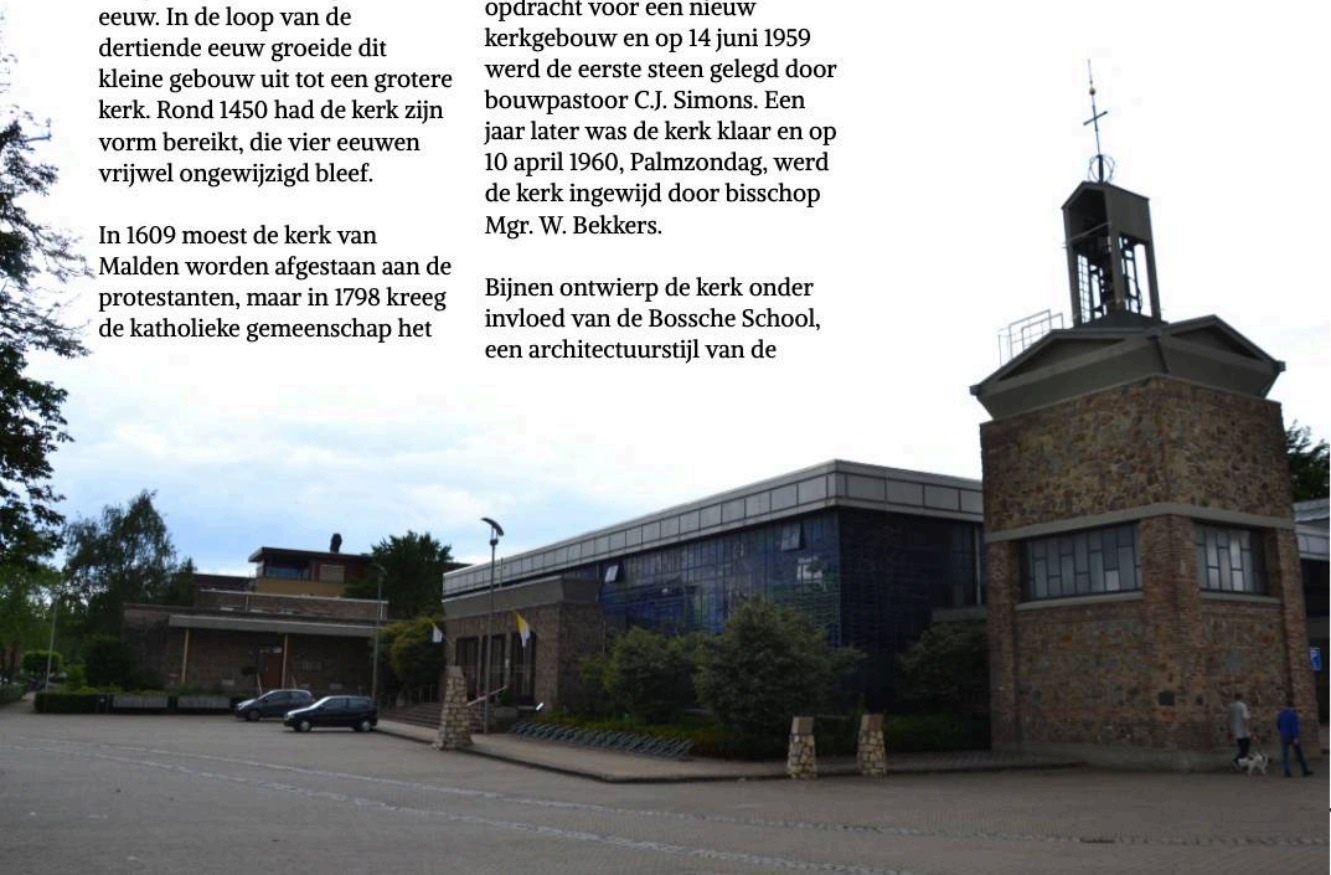 eeuw. In de loop van de
dertiende eeuw groeide dit
kleine gebouw uit tot een grotere
kerk. Rond 1450 had de kerk zijn
vorm bereikt, die vier eeuwen
vrijwel ongewijzigd bleef.

In 1609 moest de kerk van
Malden worden afgestaan aan de
protestanten, maar in 1798 kreeg
de katholieke gemeenschap het

opdracht voor een nieuw
kerkgebouw en op 14 juni 1959
werd de eerste steen gelegd door
bouwpastoor C.J. Simons. Een
jaar later was de kerk klaar en op
10 april 1960, Palmzondag, werd
de kerk ingewijd door bisschop
Mgr. W. Bekkers.

Bijnen ontwierp de kerk onder
invloed van de Bossche School,
een architectuurstijl van de